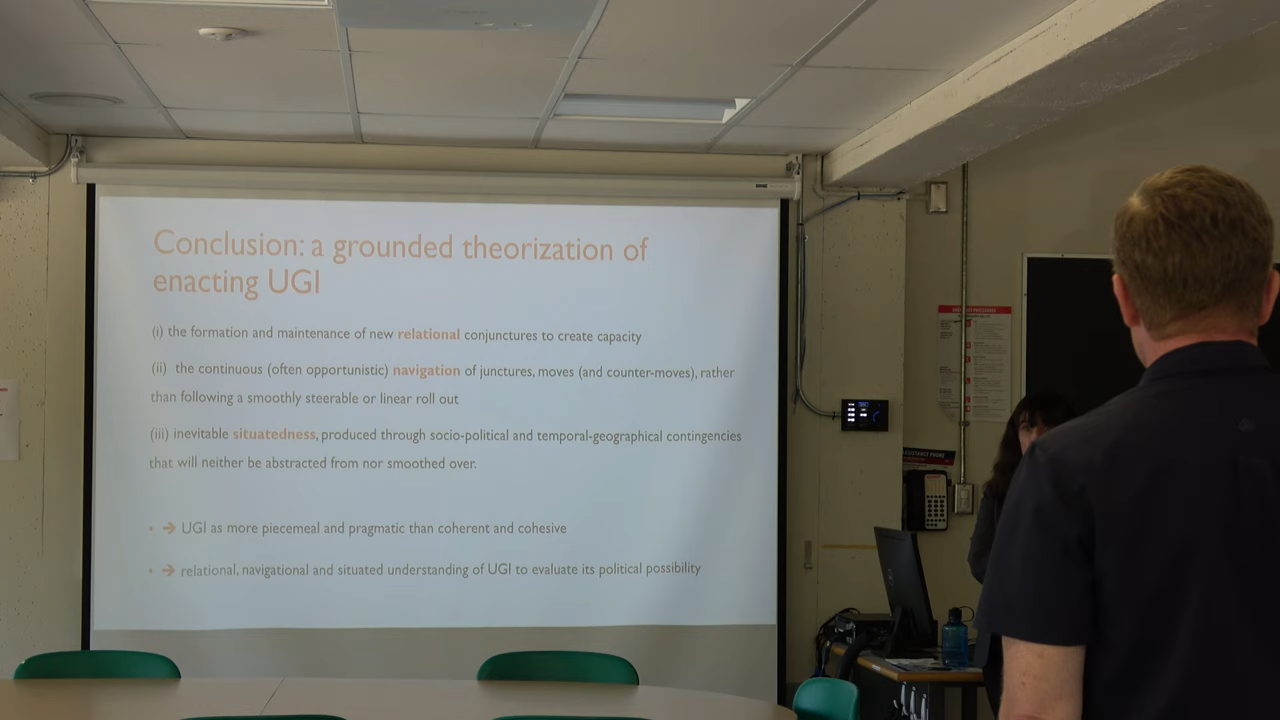 Conclusion: a grounded theorization of
enacting UGI
(i) the formation and maintenance of new relational conjunctures to create capacity
(ii) the continuous (often opportunistic) navigation of junctures, moves (and counter-moves), rather
than following a smoothly steerable or linear roll out
(iii) inevitable situatedness, produced through socio-political and temporal-geographical contingencies
that will neither be abstracted from nor smoothed over.
• ➔ UGI as more piecemeal and pragmatic than coherent and cohesive
• ➔ relational, navigational and situated understanding of UGI to evaluate its political possibility
EMERGENCY PROCEDURES
ASSISTANCE PHONE